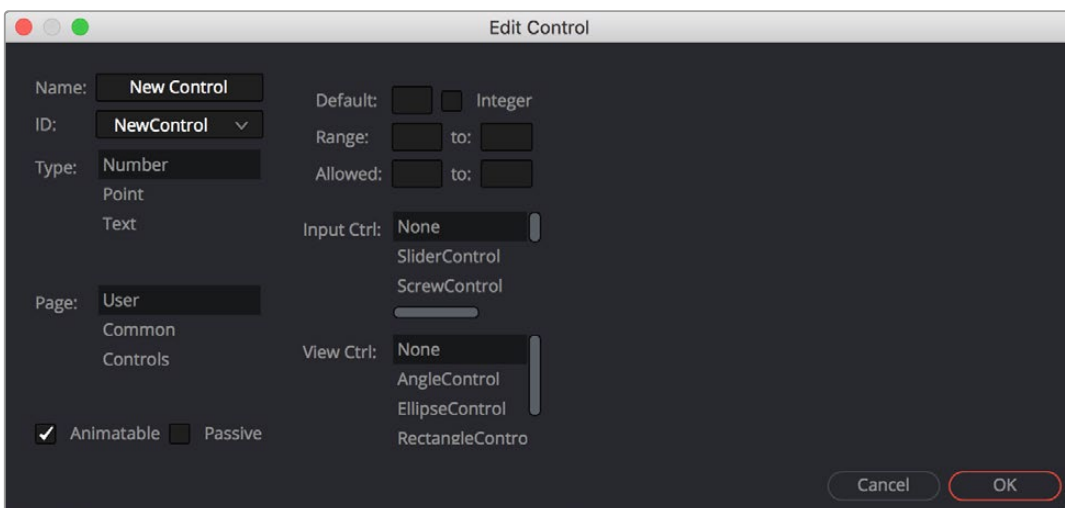 Edit Control
Name: New Control
ID: NewControl
Type: Number
Point
Text
Page: User
Common
Controls
Animatable Passive
Default: Integer
Range: to:
Allowed: to:
Input Ctrl: None
SliderControl
ScrewControl
View Ctrl: None
AngleControl
EllipseControl
RectangleContro
Cancel OK